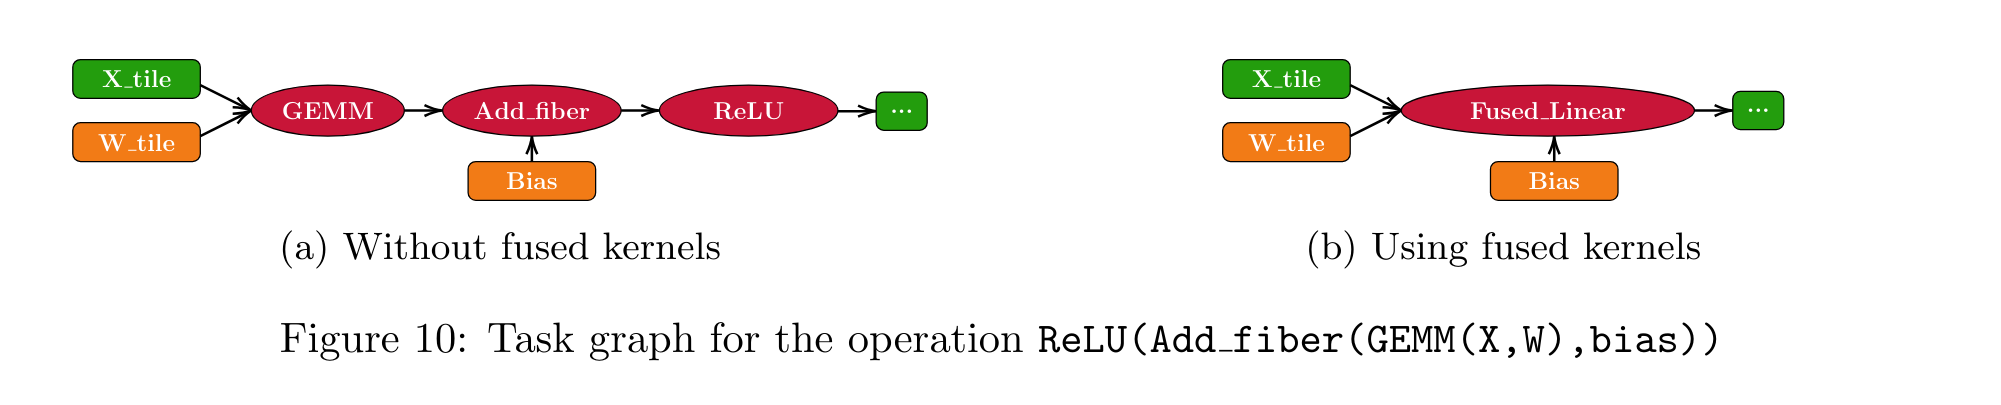 X_tile
W_tile
GEMM
Add_fiber
ReLU
...
Bias
(a) Without fused kernels
X_tile
W_tile
Fused_Linear
...
Bias
(b) Using fused kernels
Figure 10: Task graph for the operation ReLU(Add_fiber(GEMM(X,W),bias))